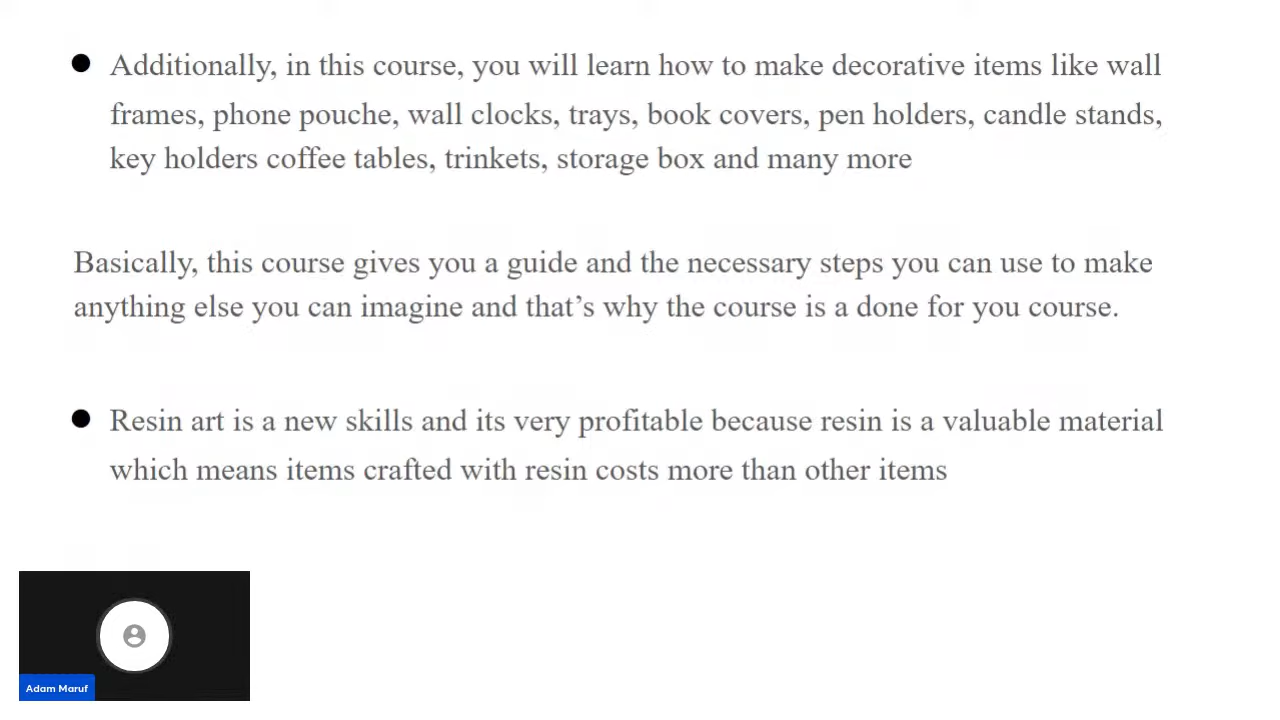 ● Additionally, in this course, you will learn how to make decorative items like wall
frames, phone pouche, wall clocks, trays, book covers, pen holders, candle stands,
key holders coffee tables, trinkets, storage box and many more
Basically, this course gives you a guide and the necessary steps you can use to make
anything else you can imagine and that’s why the course is a done for you course.
● Resin art is a new skills and its very profitable because resin is a valuable material
which means items crafted with resin costs more than other items
Adam Maruf